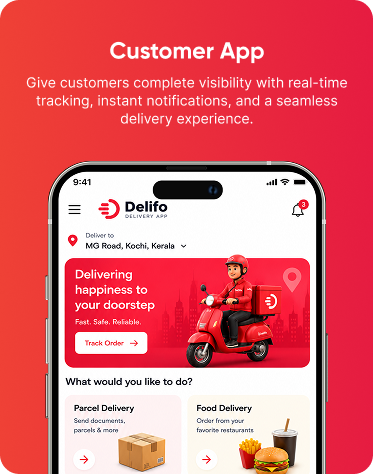 Customer App
Give customers complete visibility with real-time
tracking, instant notifications, and a seamless
delivery experience.
9:41
Delifo
DELIVERY APP
3
Deliver to
MG Road, Kochi, Kerala
Delivering
happiness to
your doorstep
Fast. Safe. Reliable.
Track Order
What would you like to do?
Parcel Delivery
Send documents,
parcels & more
Food Delivery
Order from your
favorite restaurants